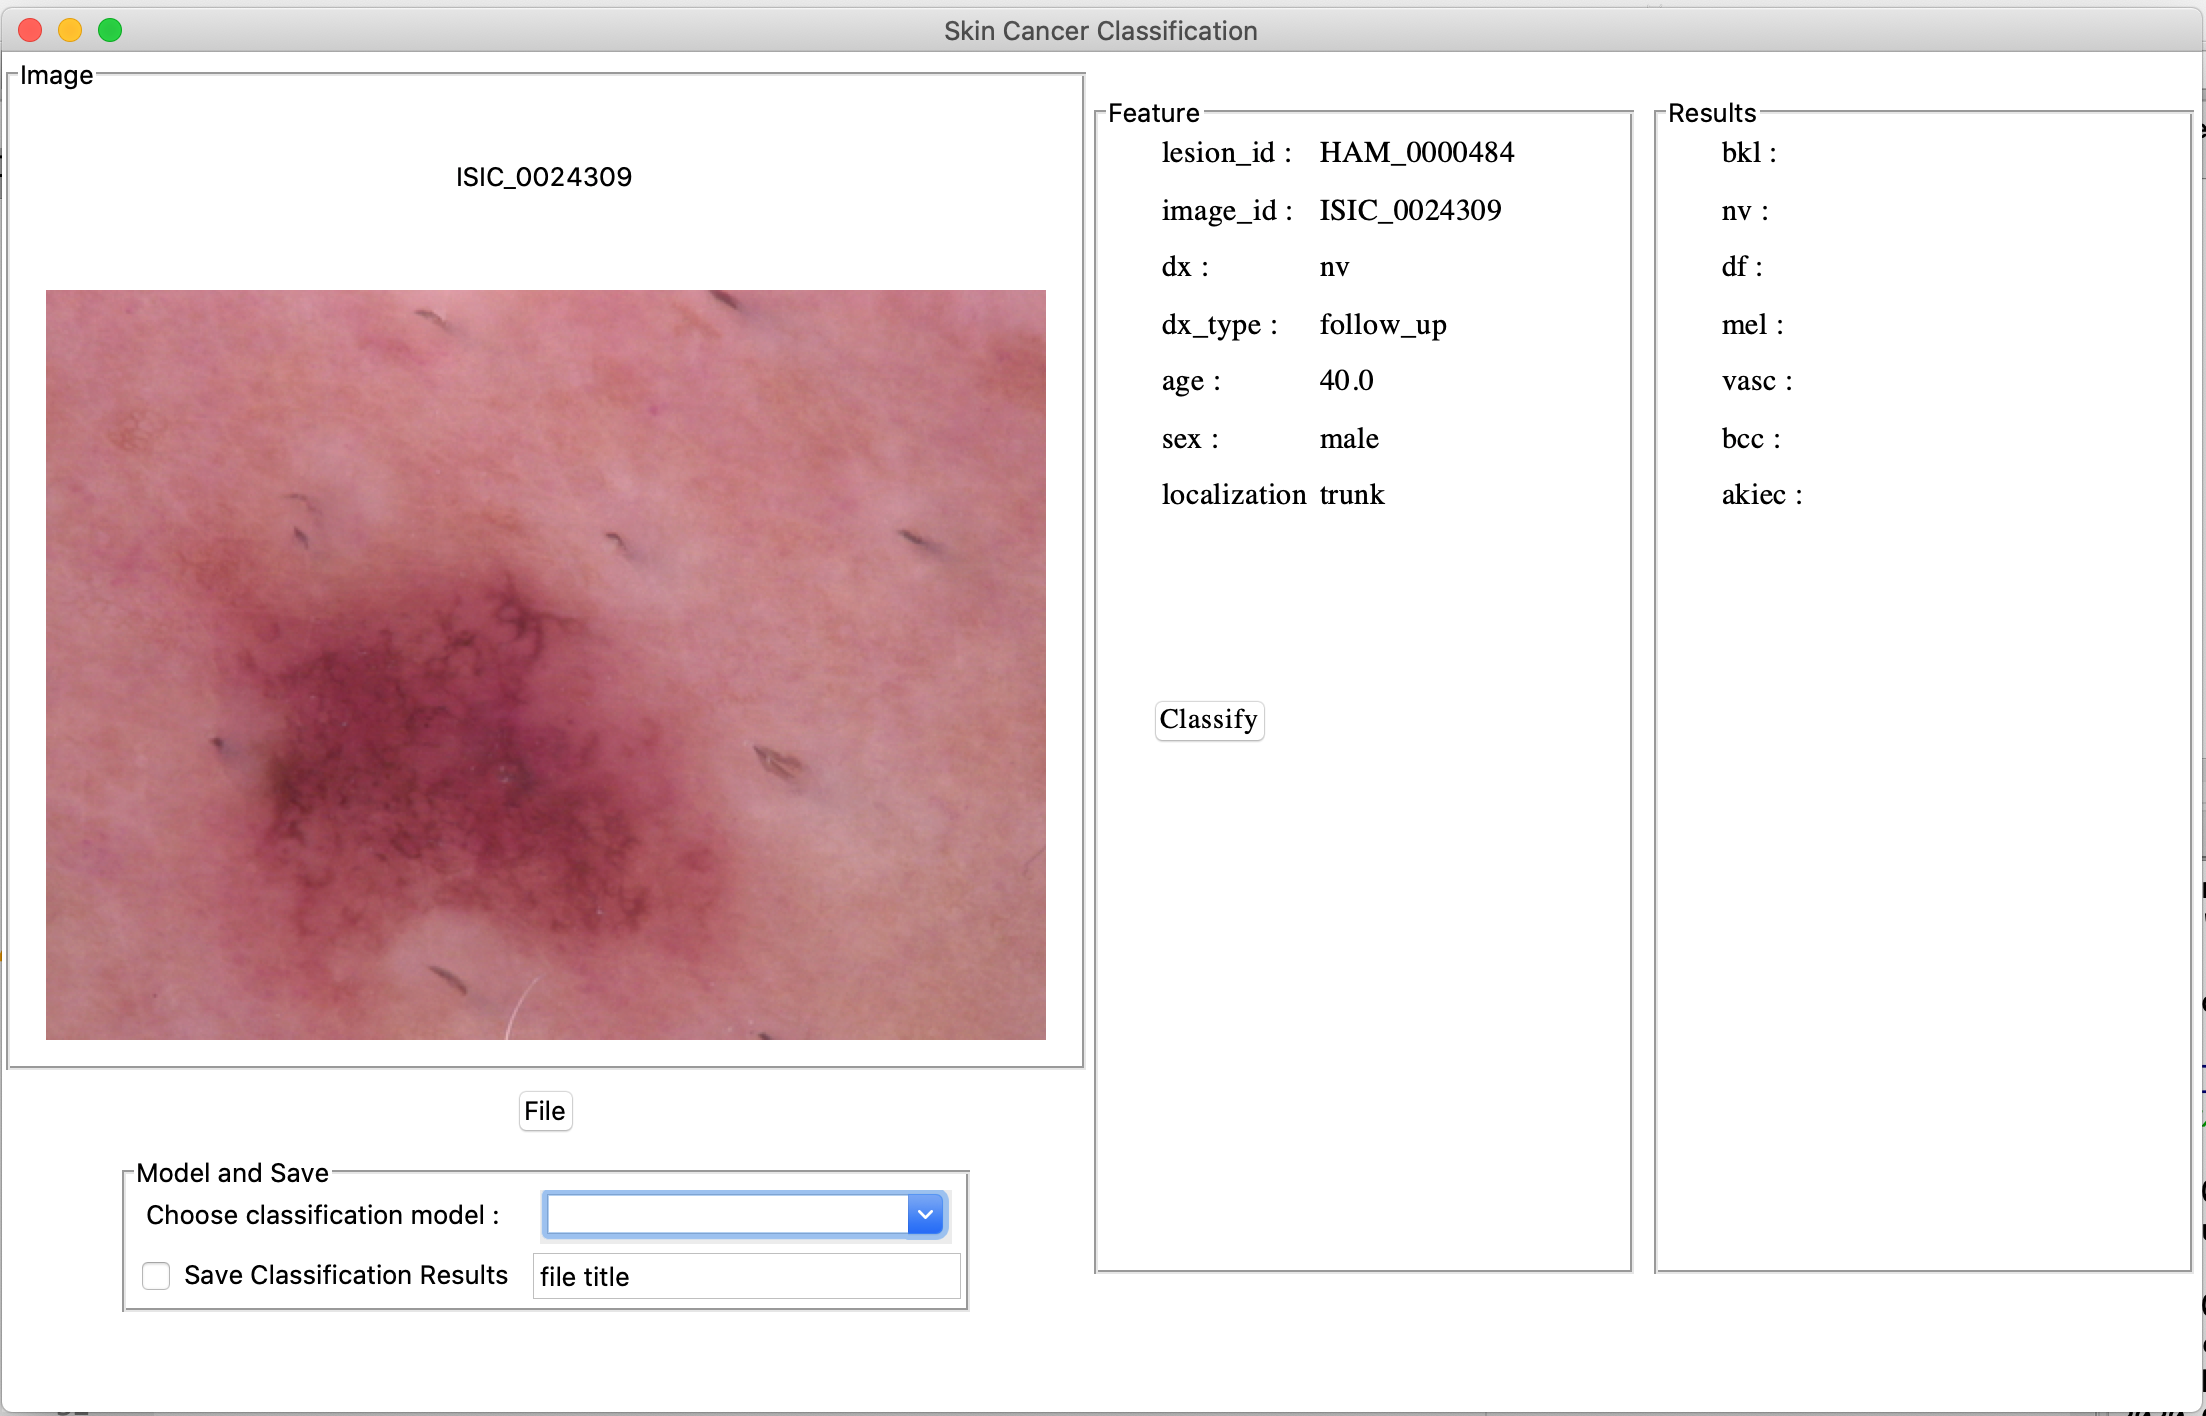 Skin Cancer Classification
Image
ISIC_0024309
File
Model and Save
Choose classification model :
Save Classification Results
file title
Feature
lesion_id : HAM_0000484
image_id : ISIC_0024309
dx : nv
dx_type : follow_up
age : 40.0
sex : male
localization trunk
Classify
Results
bkl :
nv :
df :
mel :
vasc :
bcc :
akiec :